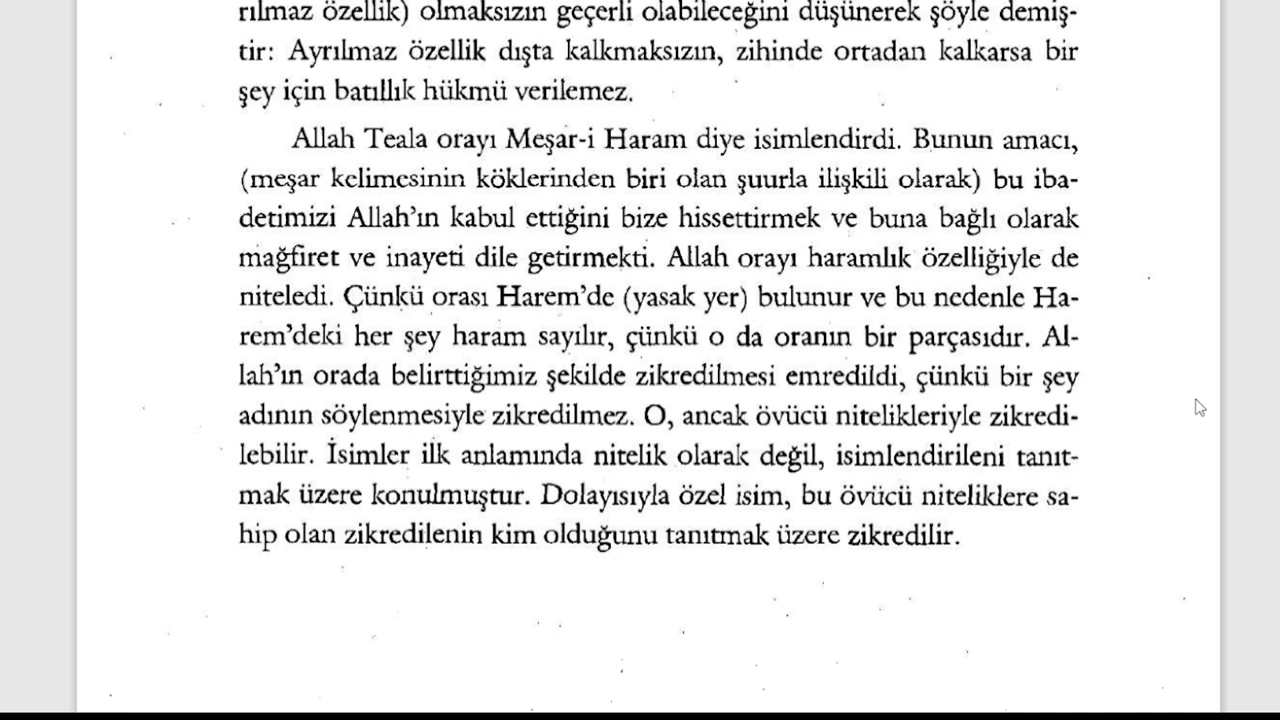 rılmaz özellik) olmaksızın geçerli olabileceğini düşünerek şöyle demiş-
tir: Ayrılmaz özellik dışta kalkmaksızın, zihinde ortadan kalkarsa bir
şey için batıllık hükmü verilemez.
Allah Teala orayı Meşar-i Haram diye isimlendirdi. Bunun amacı,
(meşar kelimesinin köklerinden biri olan şuurla ilişkili olarak) bu iba-
detimizi Allah’ın kabul ettiğini bize hissettirmek ve buna bağlı olarak
mağfiret ve inayeti dile getirmekti. Allah orayı haramlık özelliğiyle de
niteledi. Çünkü orası Harem’de (yasak yer) bulunur ve bu nedenle Ha-
rem’deki her şey haram sayılır, çünkü o da oranın bir parçasıdır. Al-
lah’ın orada belirttiğimiz şekilde zikredilmesi emredildi, çünkü bir şey
adının söylenmesiyle zikredilmez. O, ancak övücü nitelikleriyle zikredi-
lebilir. İsimler ilk anlamında nitelik olarak değil, isimlendirileni tanıt-
mak üzere konulmuştur. Dolayısıyla özel isim, bu övücü niteliklere sa-
hip olan zikredilenin kim olduğunu tanıtmak üzere zikredilir.